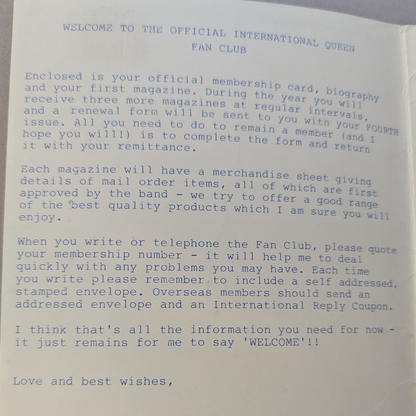 WELCOME TO THE OFFICIAL INTERNATIONAL QUEEN
FAN CLUB
Enclosed is your official membership card, biography
and your first magazine. During the year you will
receive three more magazines at regular intervals,
and a renewal form will be sent to you with your FOURTH
issue. All you need to do to remain a member (and I
hope you will!) is to complete the form and return
it with your remittance.
Each magazine will have a merchandise sheet giving
details of mail order items, all of which are first
approved by the band - we try to offer a good range
of the best quality products which I am sure you will
enjoy.
When you write or telephone the Fan Club, please quote
your membership number - it will help me to deal
quickly with any problems you may have. Each time
you write please remember to include a self addressed,
stamped envelope. Overseas members should send an
addressed envelope and an International Reply Coupon.
I think that's all the information you need for now -
it just remains for me to say 'WELCOME'!!
Love and best wishes,